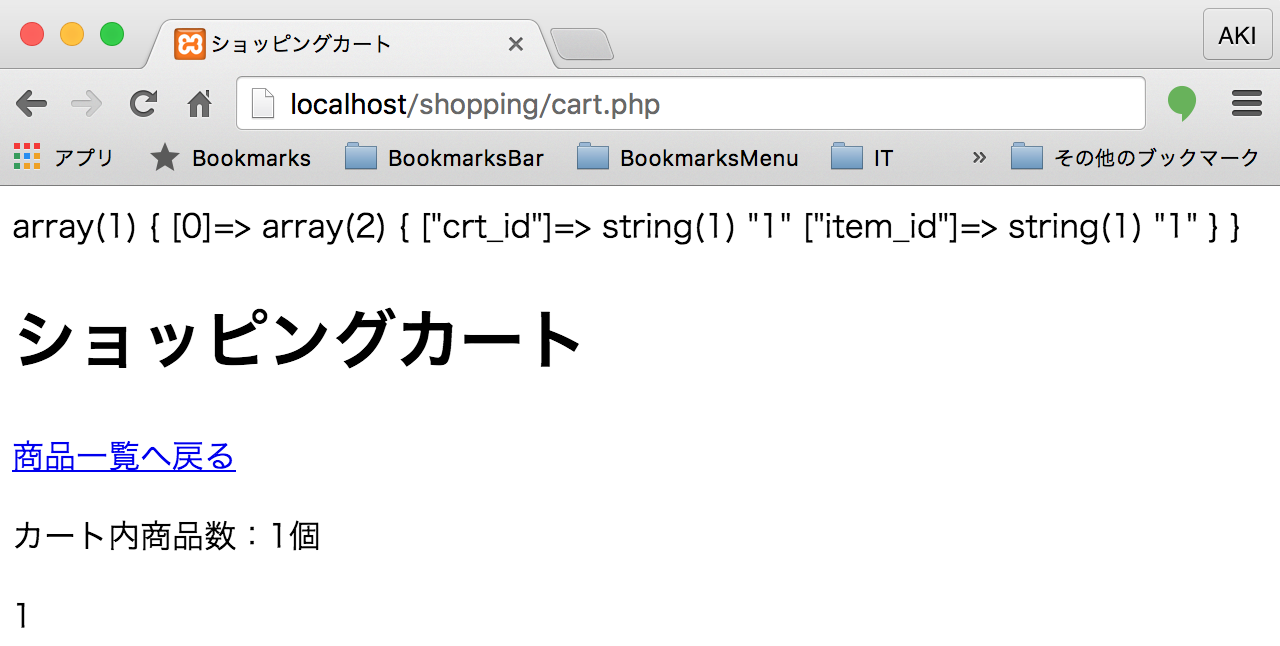 ショッピングカート
AKI
localhost/shopping/cart.php
アプリ Bookmarks BookmarksBar BookmarksMenu IT » その他のブックマーク
array(1) { [0]=> array(2) { ["crt_id"]=> string(1) "1" ["item_id"]=> string(1) "1" } }
ショッピングカート
商品一覧へ戻る
カート内商品数：1個
1